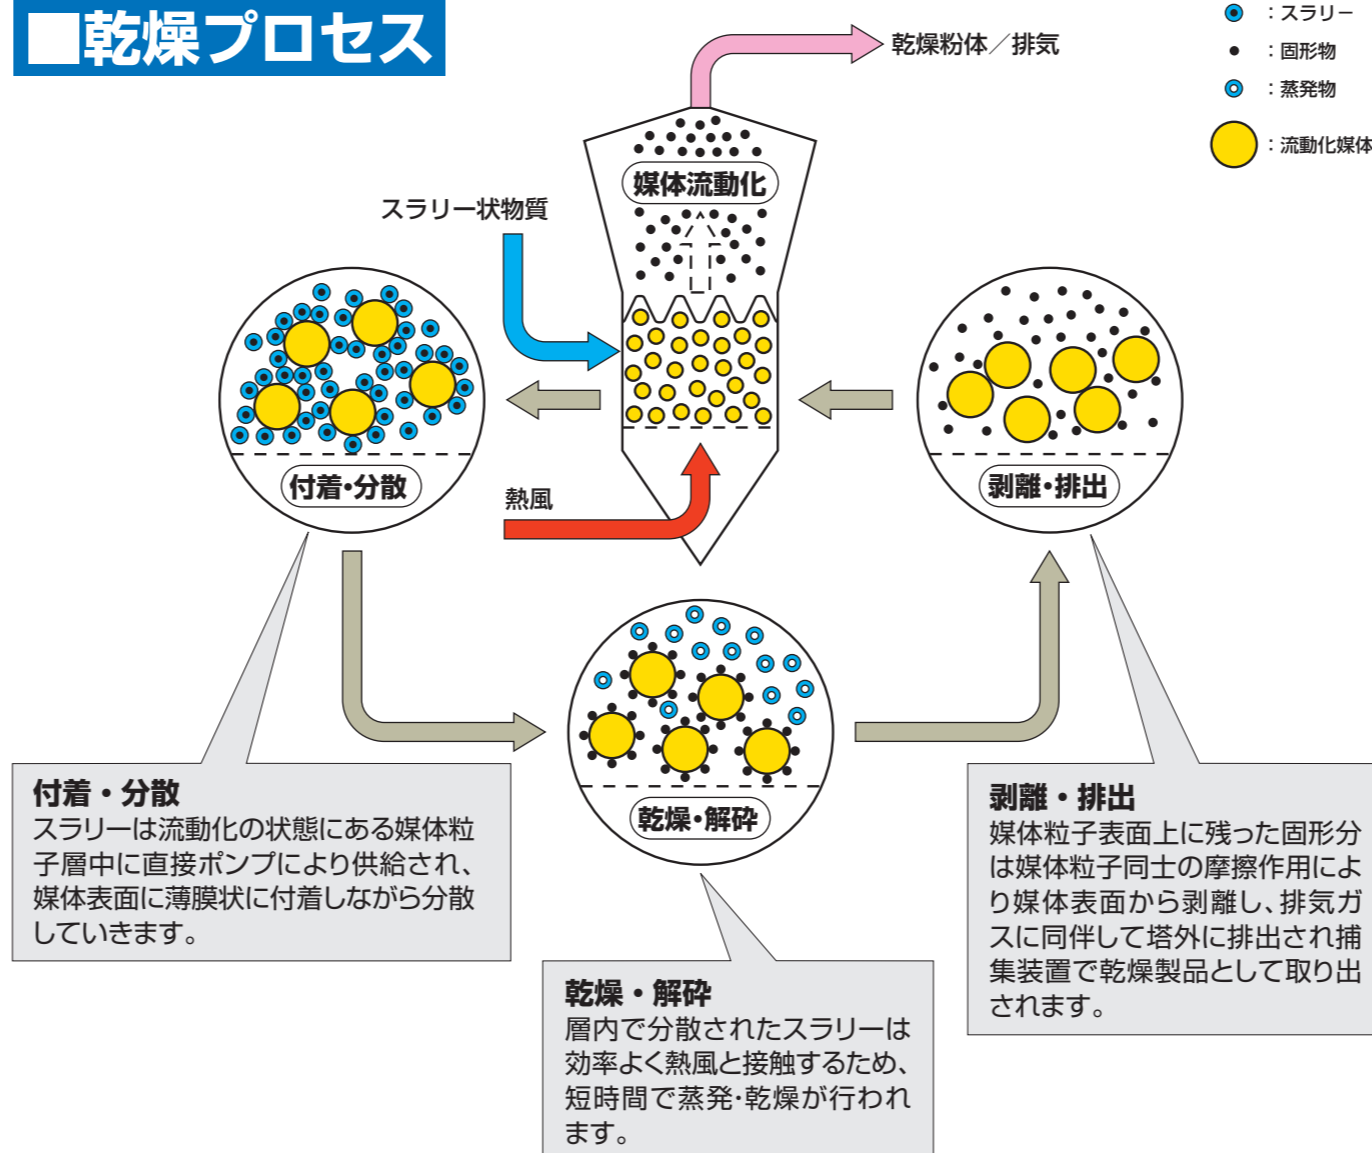 ■乾燥プロセス
：スラリー
：固形物
：蒸発物
：流動化媒体
乾燥粉体／排気
媒体流動化
スラリー状物質
付着・分散
熱風
剥離・排出
乾燥・解砕
付着・分散
スラリーは流動化の状態にある媒体粒
子層中に直接ポンプにより供給され、
媒体表面に薄膜状に付着しながら分散
していきます。
乾燥・解砕
層内で分散されたスラリーは
効率よく熱風と接触するため、
短時間で蒸発・乾燥が行われ
ます。
剥離・排出
媒体粒子表面上に残った固形分
は媒体粒子同士の摩擦作用によ
り媒体表面から剥離し、排気ガ
スに同伴して塔外に排出され捕
集装置で乾燥製品として取り出
されます。